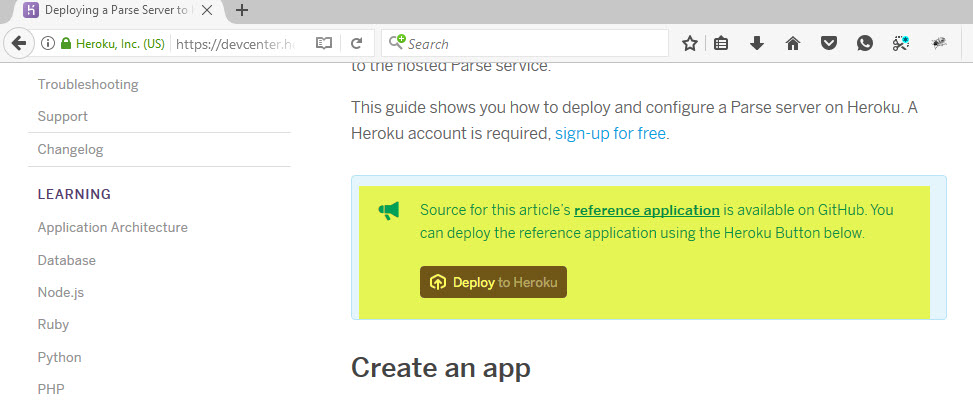 Deploying a Parse Server to
Heroku, Inc. (US)
https://devcenter.h
Search
to the hosted Parse service.
This guide shows you how to deploy and configure a Parse server on Heroku. A
Heroku account is required, sign-up for free.
Troubleshooting
Support
Changelog
LEARNING
Application Architecture
Database
Node.js
Ruby
Python
PHP
Source for this article's reference application is available on GitHub. You
can deploy the reference application using the Heroku Button below.
Deploy to Heroku
Create an app